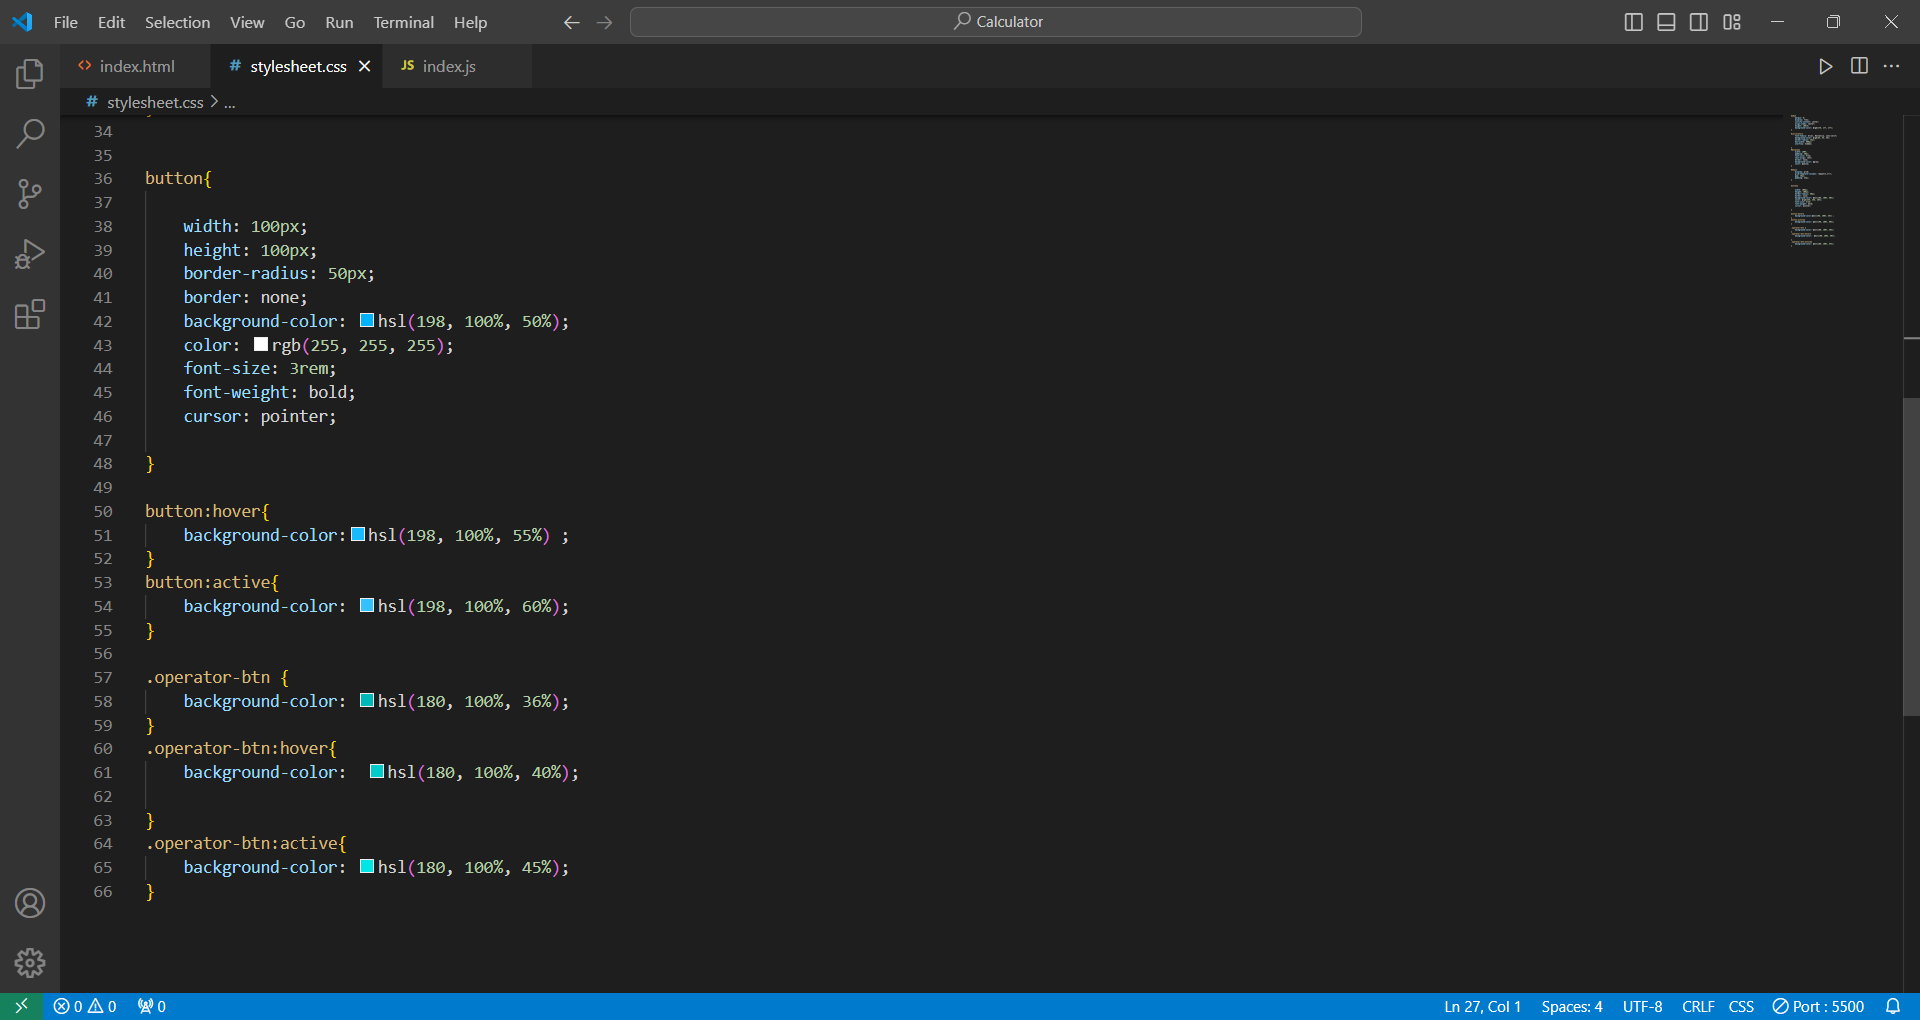 File Edit Selection View Go Run Terminal Help Calculator
index.html # stylesheet.css JS index.js
# stylesheet.css > ...
34
35
36 button{
37
38 width: 100px;
39 height: 100px;
40 border-radius: 50px;
41 border: none;
42 background-color: hsl(198, 100%, 50%);
43 color: rgb(255, 255, 255);
44 font-size: 3rem;
45 font-weight: bold;
46 cursor: pointer;
47
48 }
49
50 button:hover{
51 background-color: hsl(198, 100%, 55%) ;
52 }
53 button:active{
54 background-color: hsl(198, 100%, 60%);
55 }
56
57 .operator-btn {
58 background-color: hsl(180, 100%, 36%);
59 }
60 .operator-btn:hover{
61 background-color: hsl(180, 100%, 40%);
62
63 }
64 .operator-btn:active{
65 background-color: hsl(180, 100%, 45%);
66 }
0 0 0 Ln 27, Col 1 Spaces: 4 UTF-8 CRLF CSS Port : 5500